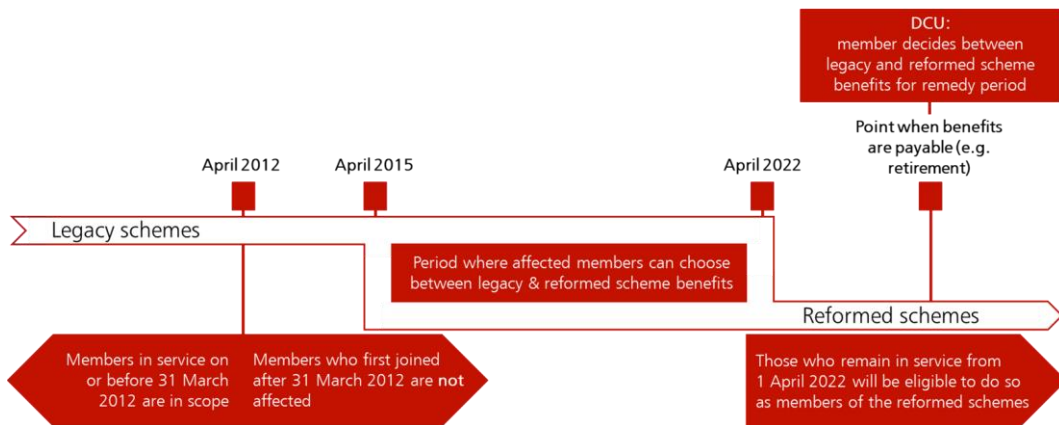 DCU:
member decides between
legacy and reformed scheme
benefits for remedy period
Point when benefits
are payable (e.g.
retirement)
April 2012
April 2015
April 2022
Legacy schemes
Period where affected members can choose
between legacy & reformed scheme benefits
Reformed schemes
Members in service on
or before 31 March
2012 are in scope
Members who first joined
after 31 March 2012 are not
affected
Those who remain in service from
1 April 2022 will be eligible to do so
as members of the reformed schemes